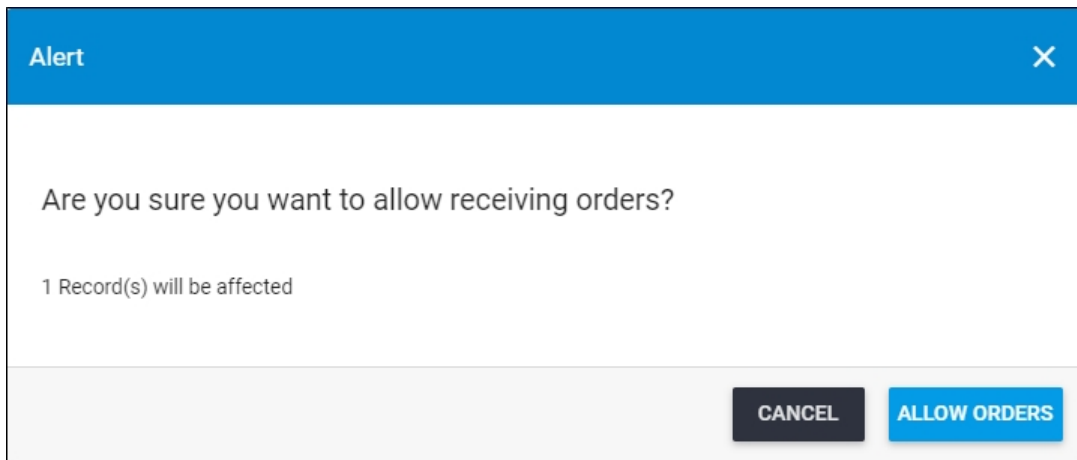 Alert
Are you sure you want to allow receiving orders?
1 Record(s) will be affected
CANCEL
ALLOW ORDERS